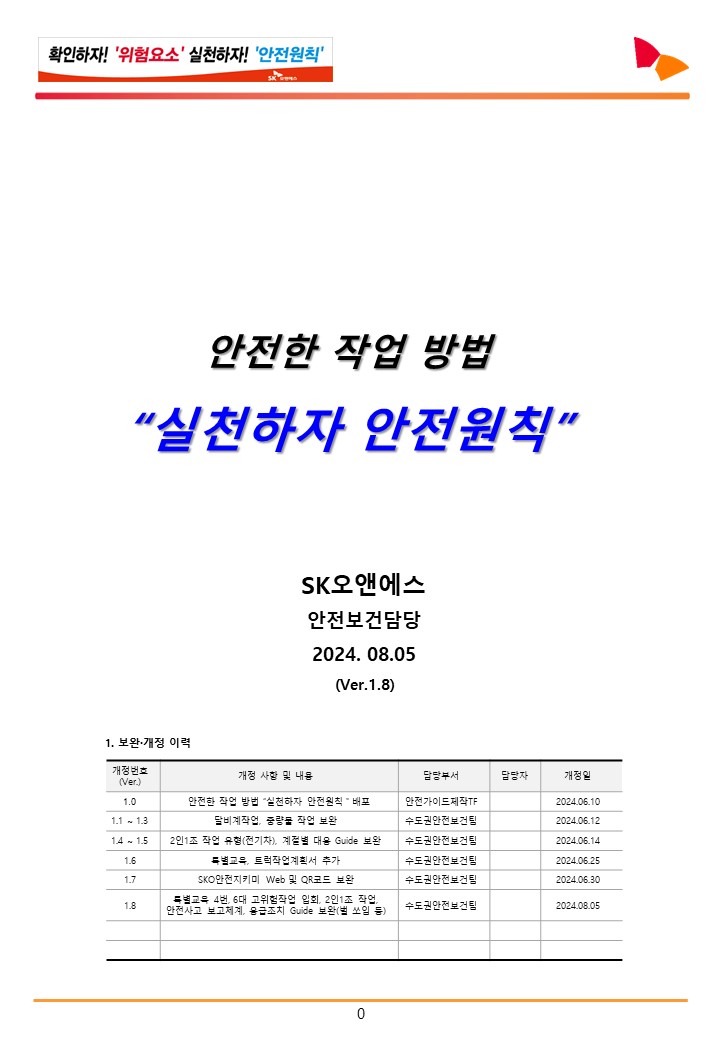 확인하자! '위험요소' 실천하자! '안전원칙'
SK 오앤에스
안전한 작업 방법
“실천하자 안전원칙”
SK오앤에스
안전보건담당
2024. 08.05
(Ver.1.8)
1. 보완·개정 이력
개정번호 (Ver.) 개정 사항 및 내용 담당부서 담당자 개정일
1.0 안전한 작업 방법 “실천하자 안전원칙 ” 배포 안전가이드제작TF 2024.06.10
1.1 ~ 1.3 달비계작업, 중량물 작업 보완 수도권안전보건팀 2024.06.12
1.4 ~ 1.5 2인1조 작업 유형(전기차), 계절별 대응 Guide 보완 수도권안전보건팀 2024.06.14
1.6 특별교육, 트럭작업계획서 추가 수도권안전보건팀 2024.06.25
1.7 SKO안전지키미 Web 및 QR코드 보완 수도권안전보건팀 2024.06.30
1.8 특별교육 4번, 6대 고위험작업 입회, 2인1조 작업, 안전사고 보고체계, 응급조치 Guide 보완(벌 쏘임 등) 수도권안전보건팀 2024.08.05
0